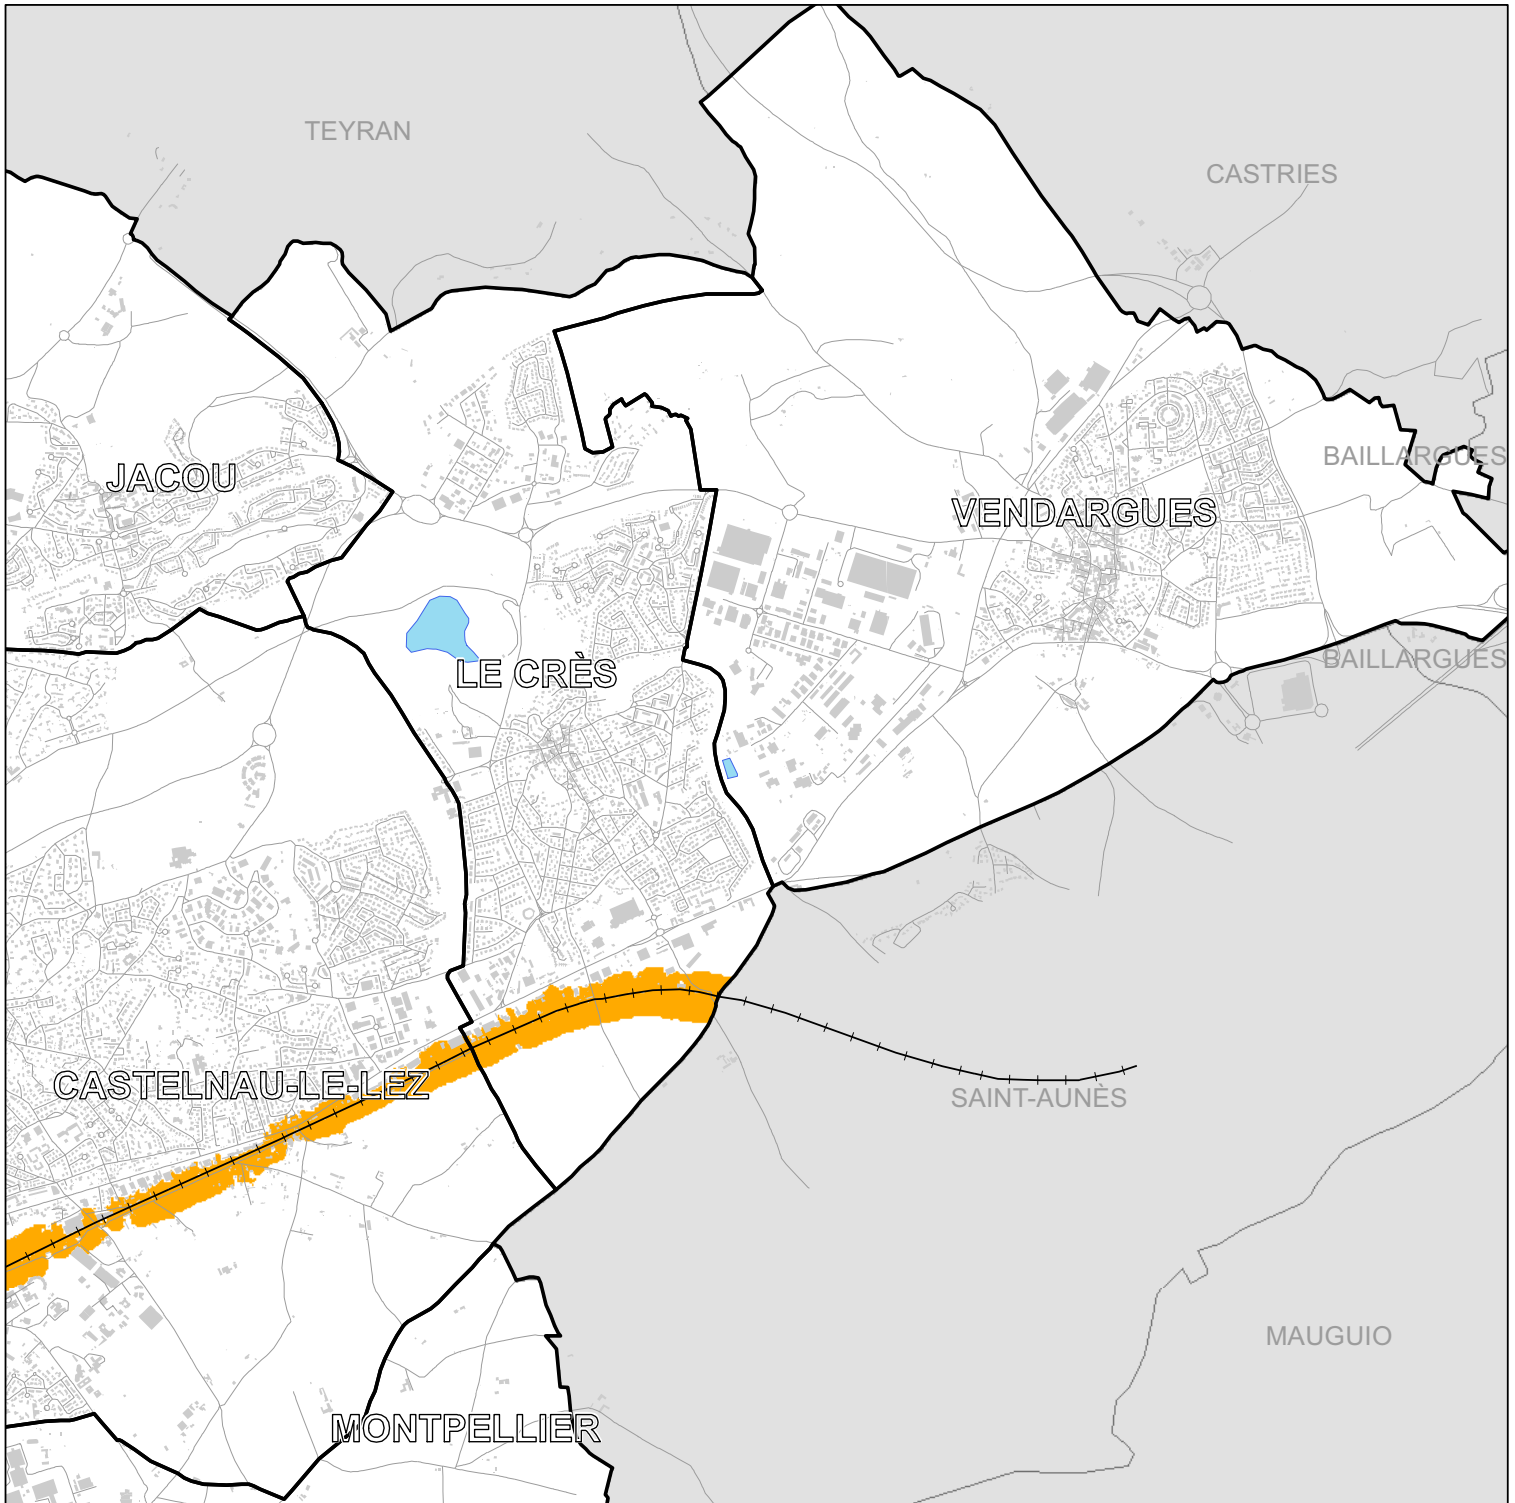 TEYRAN
CASTRIES
BAILLARGUES
JACOU
VENDARGUES
BAILLARGUES
LE CRÈS
CASTELNAU-LE-LEZ
SAINT-AUNÈS
MAUGUIO
MONTPELLIER